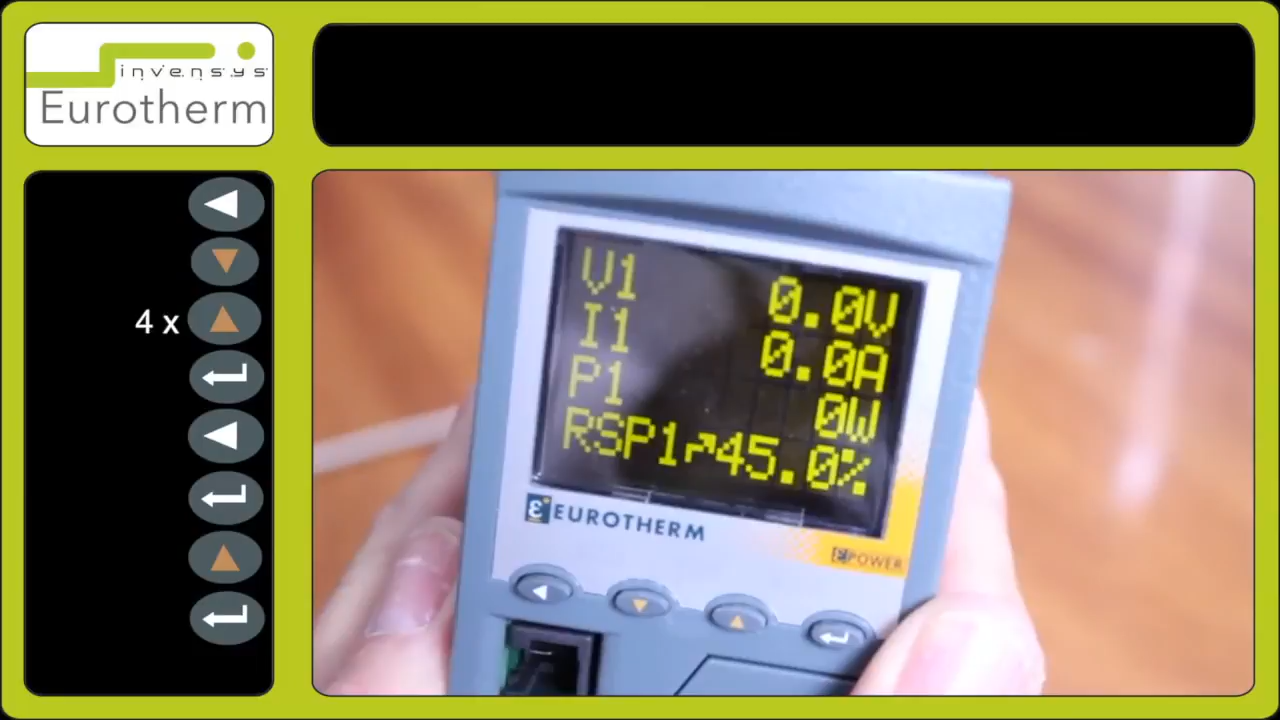 invensys
Eurotherm
4 x
V1 0.0V
I1 0.0A
P1 0W
RSP1 45.0%
EUROTHERM
EPOWER